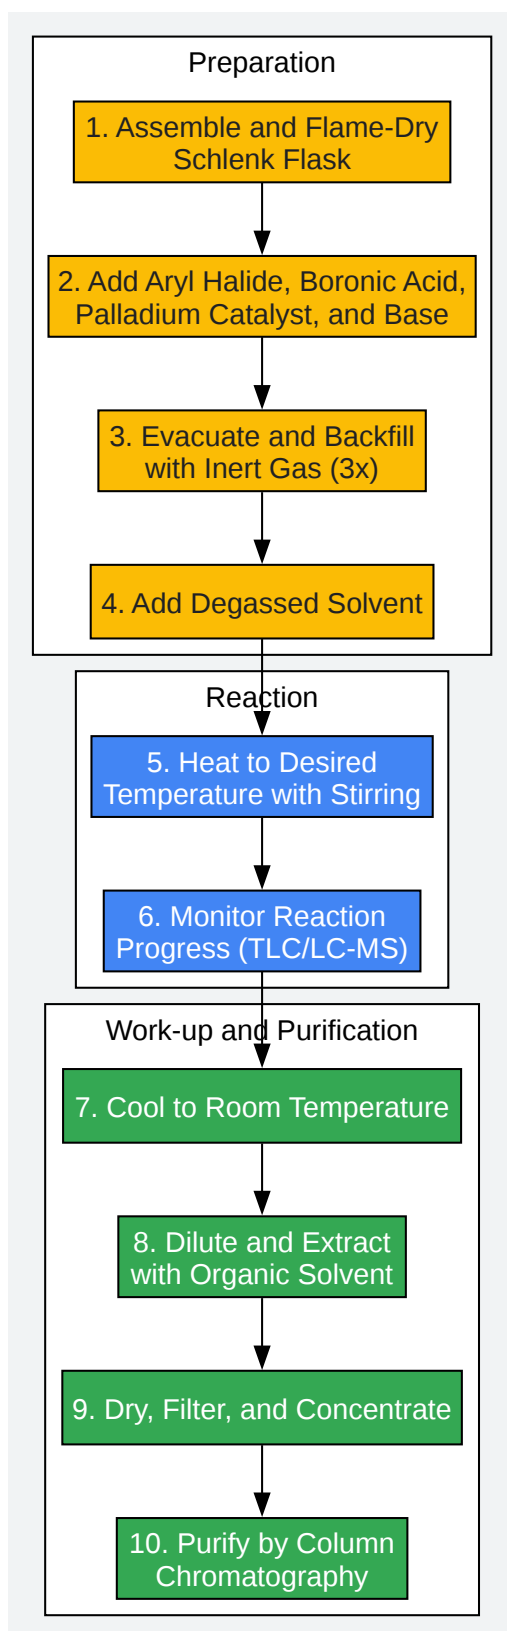 Preparation
1. Assemble and Flame-Dry
Schlenk Flask
2. Add Aryl Halide, Boronic Acid,
Palladium Catalyst, and Base
3. Evacuate and Backfill
with Inert Gas (3x)
4. Add Degassed Solvent
Reaction
5. Heat to Desired
Temperature with Stirring
6. Monitor Reaction
Progress (TLC/LC-MS)
Work-up and Purification
7. Cool to Room Temperature
8. Dilute and Extract
with Organic Solvent
9. Dry, Filter, and Concentrate
10. Purify by Column
Chromatography